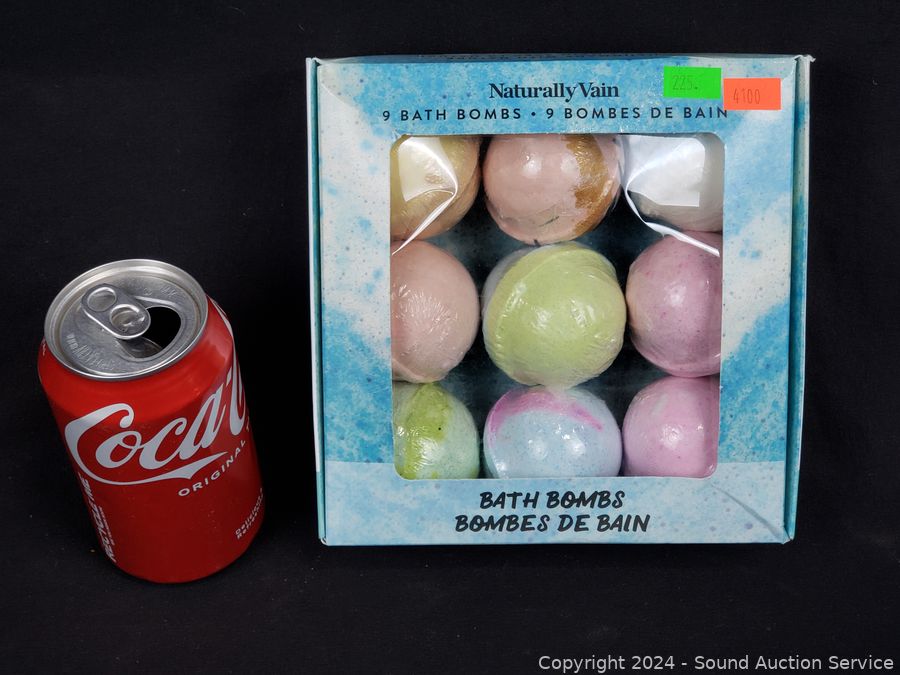 Naturally Vain
9 BATH BOMBS • 9 BOMBES DE BAIN
225.
4100
Coca
ORIGINAL
BATH BOMBS
BOMBES DE BAIN
Copyright 2024 - Sound Auction Service